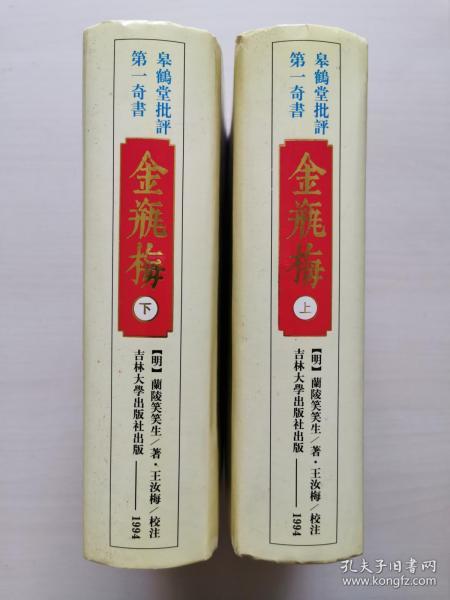 皋鶴堂批評
第一奇書
金瓶梅
上
【明】蘭陵笑笑生/著·王汝梅/校注
吉林大學出版社出版——1994
皋鶴堂批評
第一奇書
金瓶梅
下
【明】蘭陵笑笑生/著·王汝梅/校注
吉林大學出版社出版——1994
孔夫子旧书网
www.kongfz.com